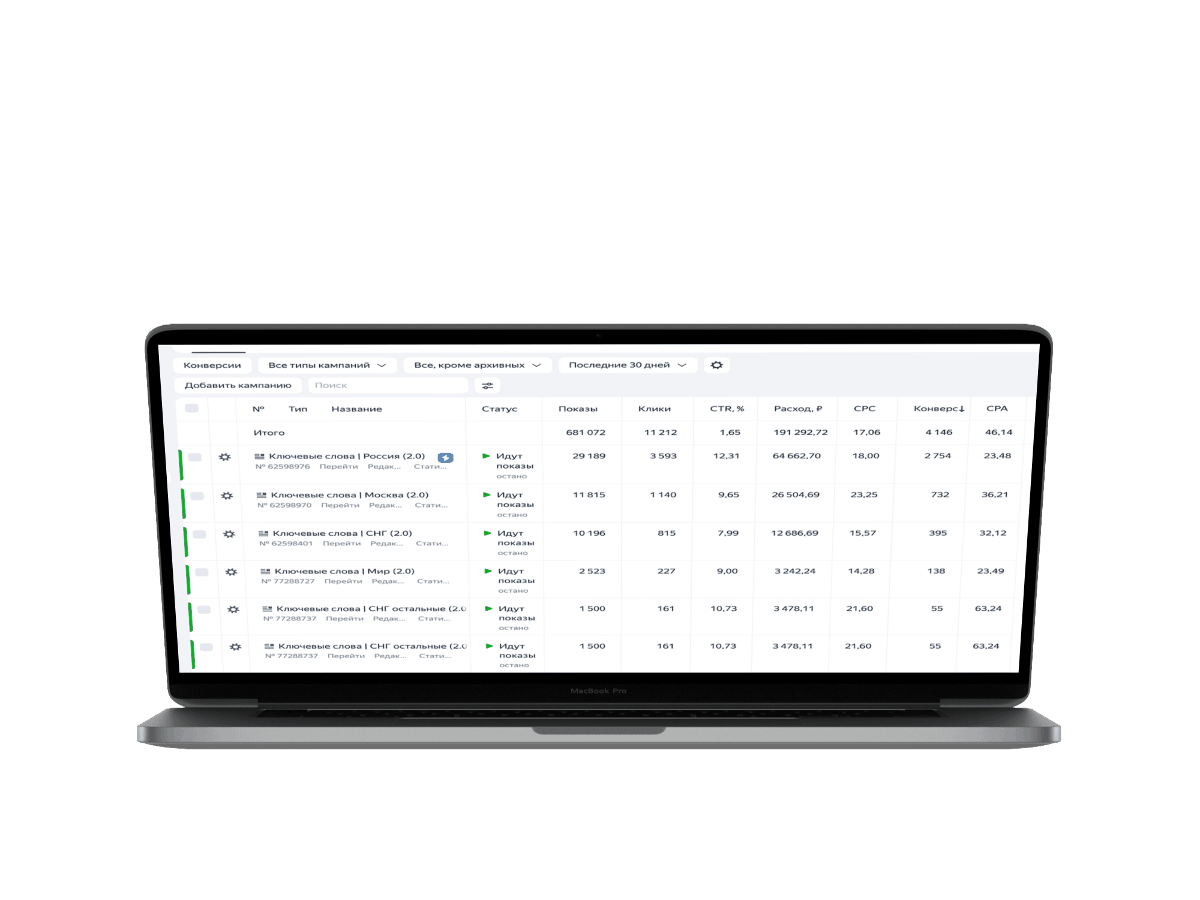 Конверсии Все типы кампаний Все, кроме архивных Последние 30 дней
Добавить кампанию Поиск
№ Тип Название Статус Показы Клики CTR, % Расход, ₽ CPC Конверс↓ CPA
Итого 681 072 11 212 1,65 191 292,72 17,06 4 146 46,14
Ключевые слова | Россия (2.0) Идут показы 29 189 3 593 12,31 64 662,70 18,00 2 754 23,48
№ 62598976 Перейти Редак... Стати... остано
Ключевые слова | Москва (2.0) Идут показы 11 815 1 140 9,65 26 504,69 23,25 732 36,21
№ 62598970 Перейти Редак... Стати... остано
Ключевые слова | СНГ (2.0) Идут показы 10 196 815 7,99 12 686,69 15,57 395 32,12
№ 62598401 Перейти Редак... Стати... остано
Ключевые слова | Мир (2.0) Идут показы 2 523 227 9,00 3 242,24 14,28 138 23,49
№ 77288727 Перейти Редак... Стати... остано
Ключевые слова | СНГ остальные (2.0 Идут показы 1 500 161 10,73 3 478,11 21,60 55 63,24
№ 77288737 Перейти Редак... Стати... остано
Ключевые слова | СНГ остальные (2.0 Идут показы 1 500 161 10,73 3 478,11 21,60 55 63,24
№ 77288737 Перейти Редак... Стати... остано
MacBook Pro